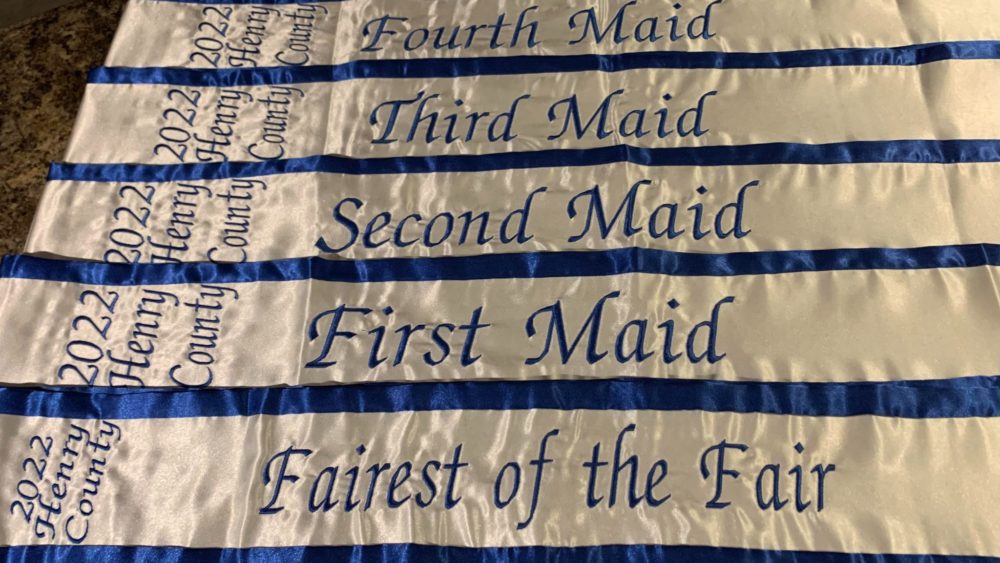 2022
Henry
County
Fourth Maid
2022
Henry
County
Third Maid
2022
Henry
County
Second Maid
2022
Henry
County
First Maid
2022
Henry
County
Fairest of the Fair